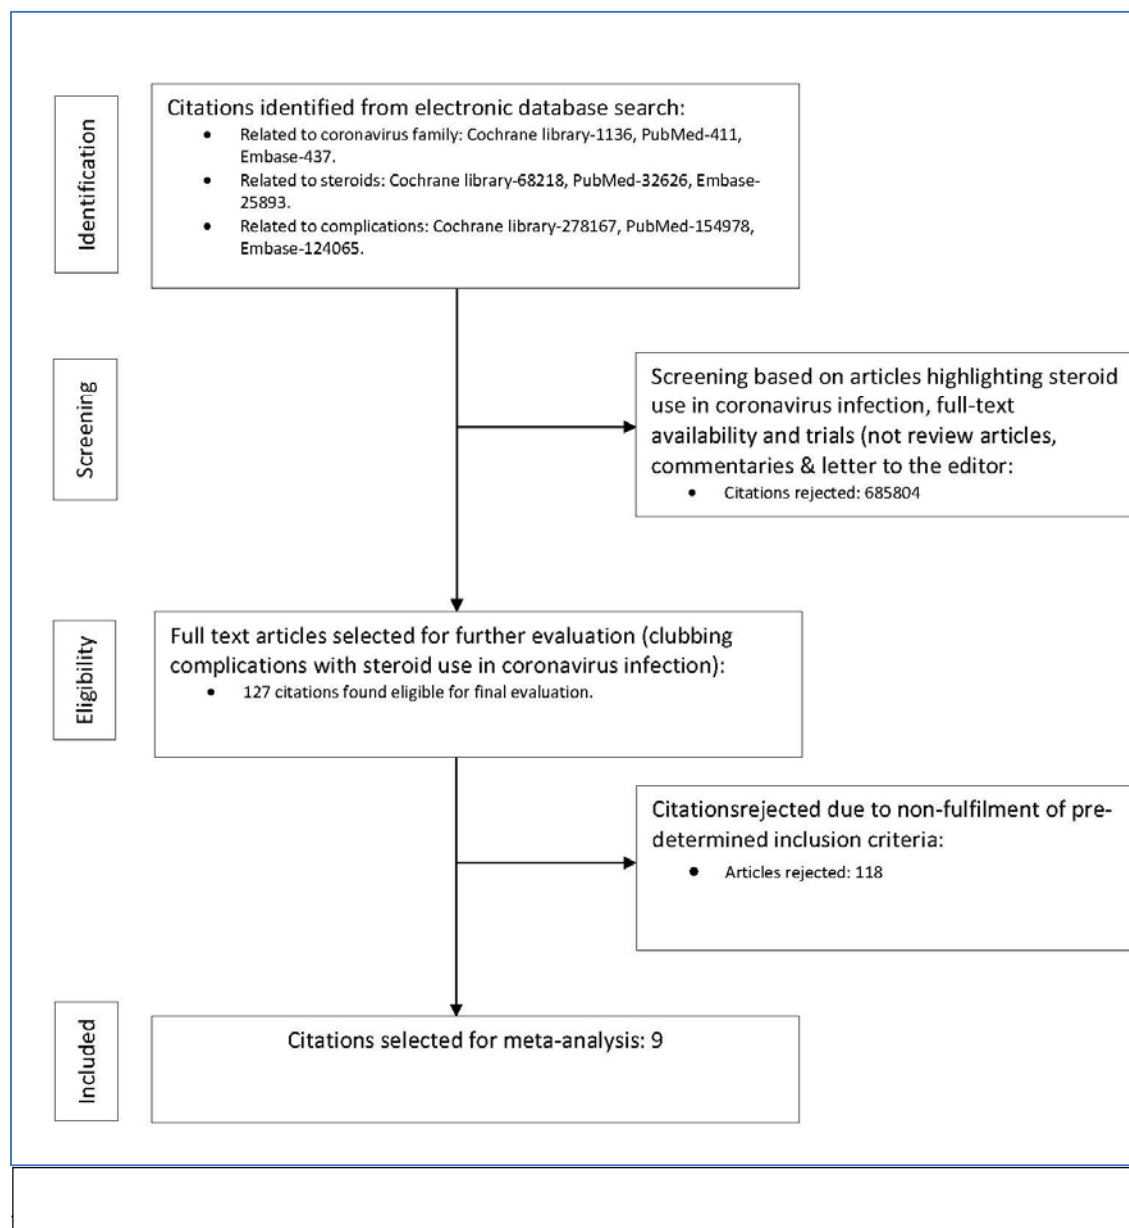 Identification
Citations identified from electronic database search:
• Related to coronavirus family: Cochrane library-1136, PubMed-411,
Embase-437.
• Related to steroids: Cochrane library-68218, PubMed-32626, Embase-
25893.
• Related to complications: Cochrane library-278167, PubMed-154978,
Embase-124065.
Screening
Screening based on articles highlighting steroid
use in coronavirus infection, full-text
availability and trials (not review articles,
commentaries & letter to the editor:
• Citations rejected: 685804
Eligibility
Full text articles selected for further evaluation (clubbing
complications with steroid use in coronavirus infection):
• 127 citations found eligible for final evaluation.
Citationsrejected due to non-fulfilment of pre-
determined inclusion criteria:
• Articles rejected: 118
Included
Citations selected for meta-analysis: 9